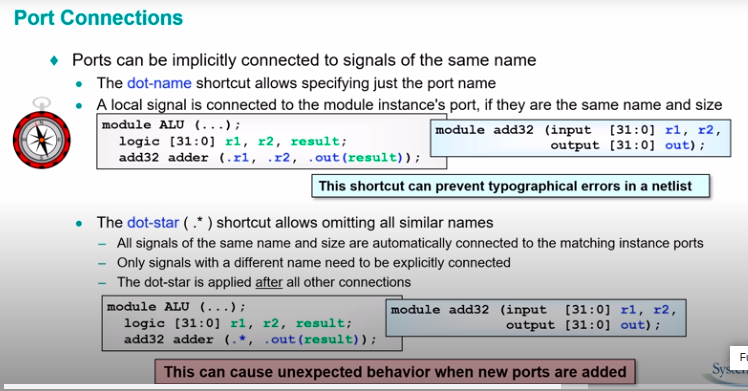 Port Connections
Ports can be implicitly connected to signals of the same name
The dot-name shortcut allows specifying just the port name
A local signal is connected to the module instance's port, if they are the same name and size
module ALU (...);
logic [31:0] r1, r2, result;
add32 adder (.r1, .r2, .out(result));
module add32 (input [31:0] r1, r2,
output [31:0] out);
This shortcut can prevent typographical errors in a netlist
The dot-star ( .* ) shortcut allows omitting all similar names
– All signals of the same name and size are automatically connected to the matching instance ports
– Only signals with a different name need to be explicitly connected
– The dot-star is applied after all other connections
module ALU (...);
logic [31:0] r1, r2, result;
add32 adder (.*, .out(result));
module add32 (input [31:0] r1, r2,
output [31:0] out);
This can cause unexpected behavior when new ports are added